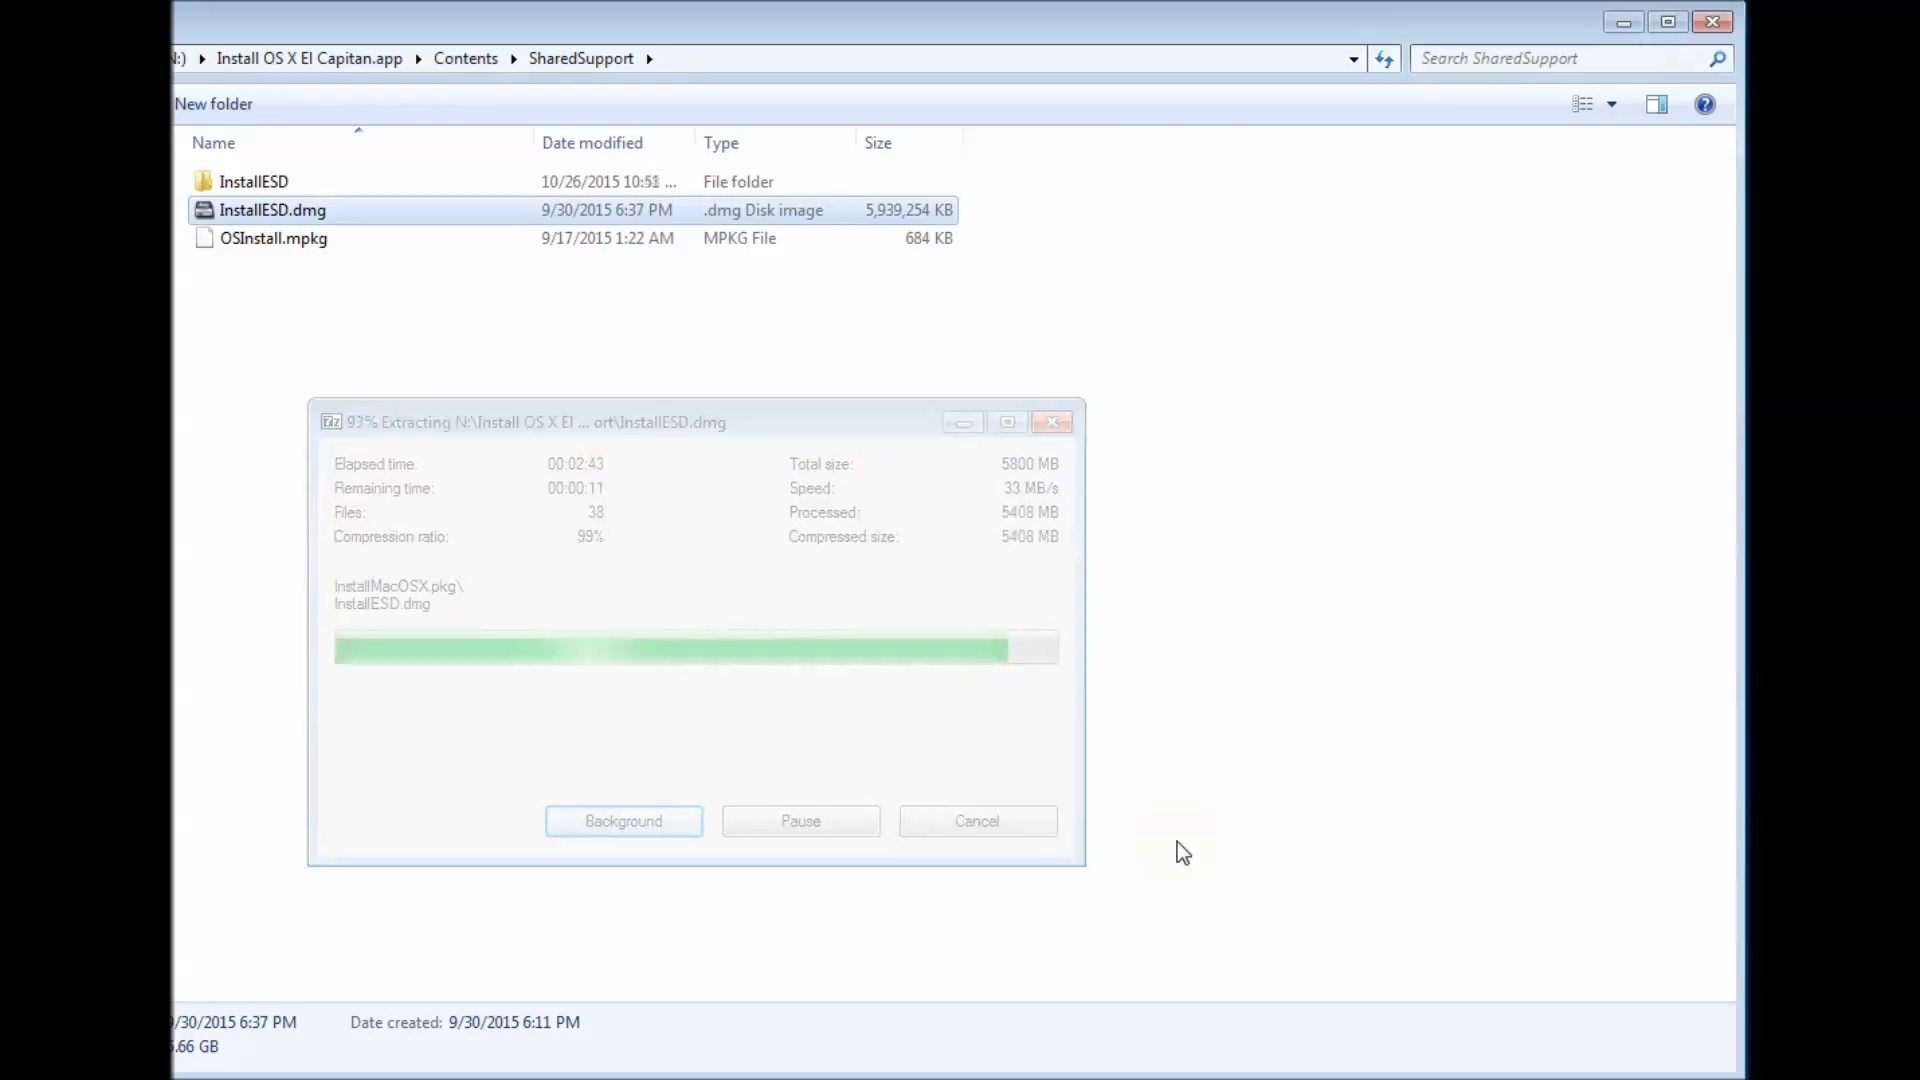 N:) Install OS X El Capitan.app Contents SharedSupport Search SharedSupport
New folder
Name Date modified Type Size
InstallESD 10/26/2015 ... File folder
InstallESD.dmg 9/30/2015 6:37 PM .dmg Disk image 5,939,254 KB
OSInstall.mpkg 9/17/2015 1:22 AM MPKG File 684 KB
93% Extracting N:\Install OS X El ... ort\InstallESD.dmg
Elapsed time: 00:02:43 Total size: 5800 MB
Remaining time: 00:00:11 Speed: 33 MB/s
Files: 38 Processed: 5408 MB
Compression ratio: 99% Compressed size: 5408 MB
InstallMacOSX.pkg\
InstallESD.dmg
Background Pause Cancel
9/30/2015 6:37 PM Date created: 9/30/2015 6:11 PM
5.66 GB